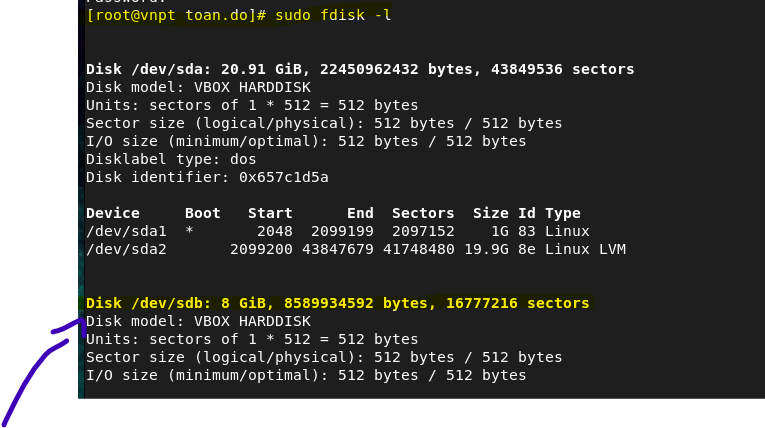 [root@vnpt toan.do]# sudo fdisk -l
Disk /dev/sda: 20.91 GiB, 22450962432 bytes, 43849536 sectors
Disk model: VBOX HARDDISK
Units: sectors of 1 * 512 = 512 bytes
Sector size (logical/physical): 512 bytes / 512 bytes
I/O size (minimum/optimal): 512 bytes / 512 bytes
Disklabel type: dos
Disk identifier: 0x657c1d5a
Device     Boot   Start      End  Sectors  Size Id Type
/dev/sda1  *       2048  2099199  2097152    1G 83 Linux
/dev/sda2       2099200 43847679 41748480 19.9G 8e Linux LVM
Disk /dev/sdb: 8 GiB, 8589934592 bytes, 16777216 sectors
Disk model: VBOX HARDDISK
Units: sectors of 1 * 512 = 512 bytes
Sector size (logical/physical): 512 bytes / 512 bytes
I/O size (minimum/optimal): 512 bytes / 512 bytes